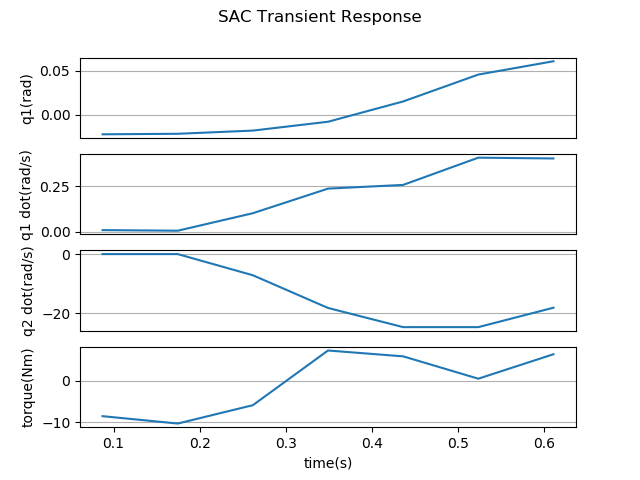 SAC Transient Response
q1(rad)
0.05
0.00
q1 dot(rad/s)
0.25
0.00
q2 dot(rad/s)
0
−20
torque(Nm)
0
−10
0.1 0.2 0.3 0.4 0.5 0.6
time(s)